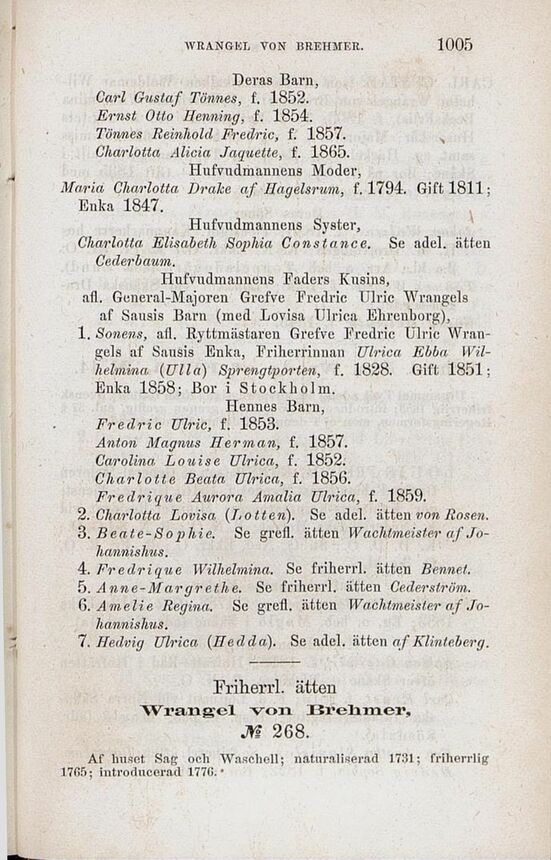 WRANGEL VON BREHMER. 1005
Deras Barn,
Carl Gustaf Tönnes, f. 1852.
Ernst Otto Henning, f. 1854.
Tönnes Reinhold Fredric, f. 1857.
Charlotta Alicia Jaquette, f. 1865.
Hufvudmannens Moder,
Maria Charlotta Drake af Hagelsrum, f. 1794. Gift 1811;
Enka 1847.
Hufvudmannens Syster,
Charlotta Elisabeth Sophia Constance. Se adel. ätten
Cederbaum.
Hufvudmannens Faders Kusins,
afl. General-Majoren Grefve Fredric Ulric Wrangels
af Sausis Barn (med Lovisa Ulrica Ehrenborg),
1. Sonens, afl. Ryttmästaren Grefve Fredric Ulric Wran-
gels af Sausis Enka, Friherrinnan Ulrica Ebba Wil-
helmina (Ulla) Sprengtporten, f. 1828. Gift 1851;
Enka 1858; Bor i Stockholm.
Hennes Barn,
Fredric Ulric, f. 1853.
Anton Magnus Herman, f. 1857.
Carolina Louise Ulrica, f. 1852.
Charlotte Beata Ulrica, f. 1856.
Fredrique Aurora Amalia Ulrica, f. 1859.
2. Charlotta Lovisa (Lotten). Se adel. ätten von Rosen.
3. Beate-Sophie. Se grefl. ätten Wachtmeister af Jo-
hannishus.
4. Fredrique Wilhelmina. Se friherrl. ätten Bennet.
5. Anne-Margrethe. Se friherrl. ätten Cederström.
6. Amelie Regina. Se grefl. ätten Wachtmeister af Jo-
hannishus.
7. Hedvig Ulrica (Hedda). Se adel. ätten af Klinteberg.
Friherrl. ätten
Wrangel von Brehmer,
№ 268.
Af huset Sag och Waschell; naturaliserad 1731; friherrlig
1765; introducerad 1776.